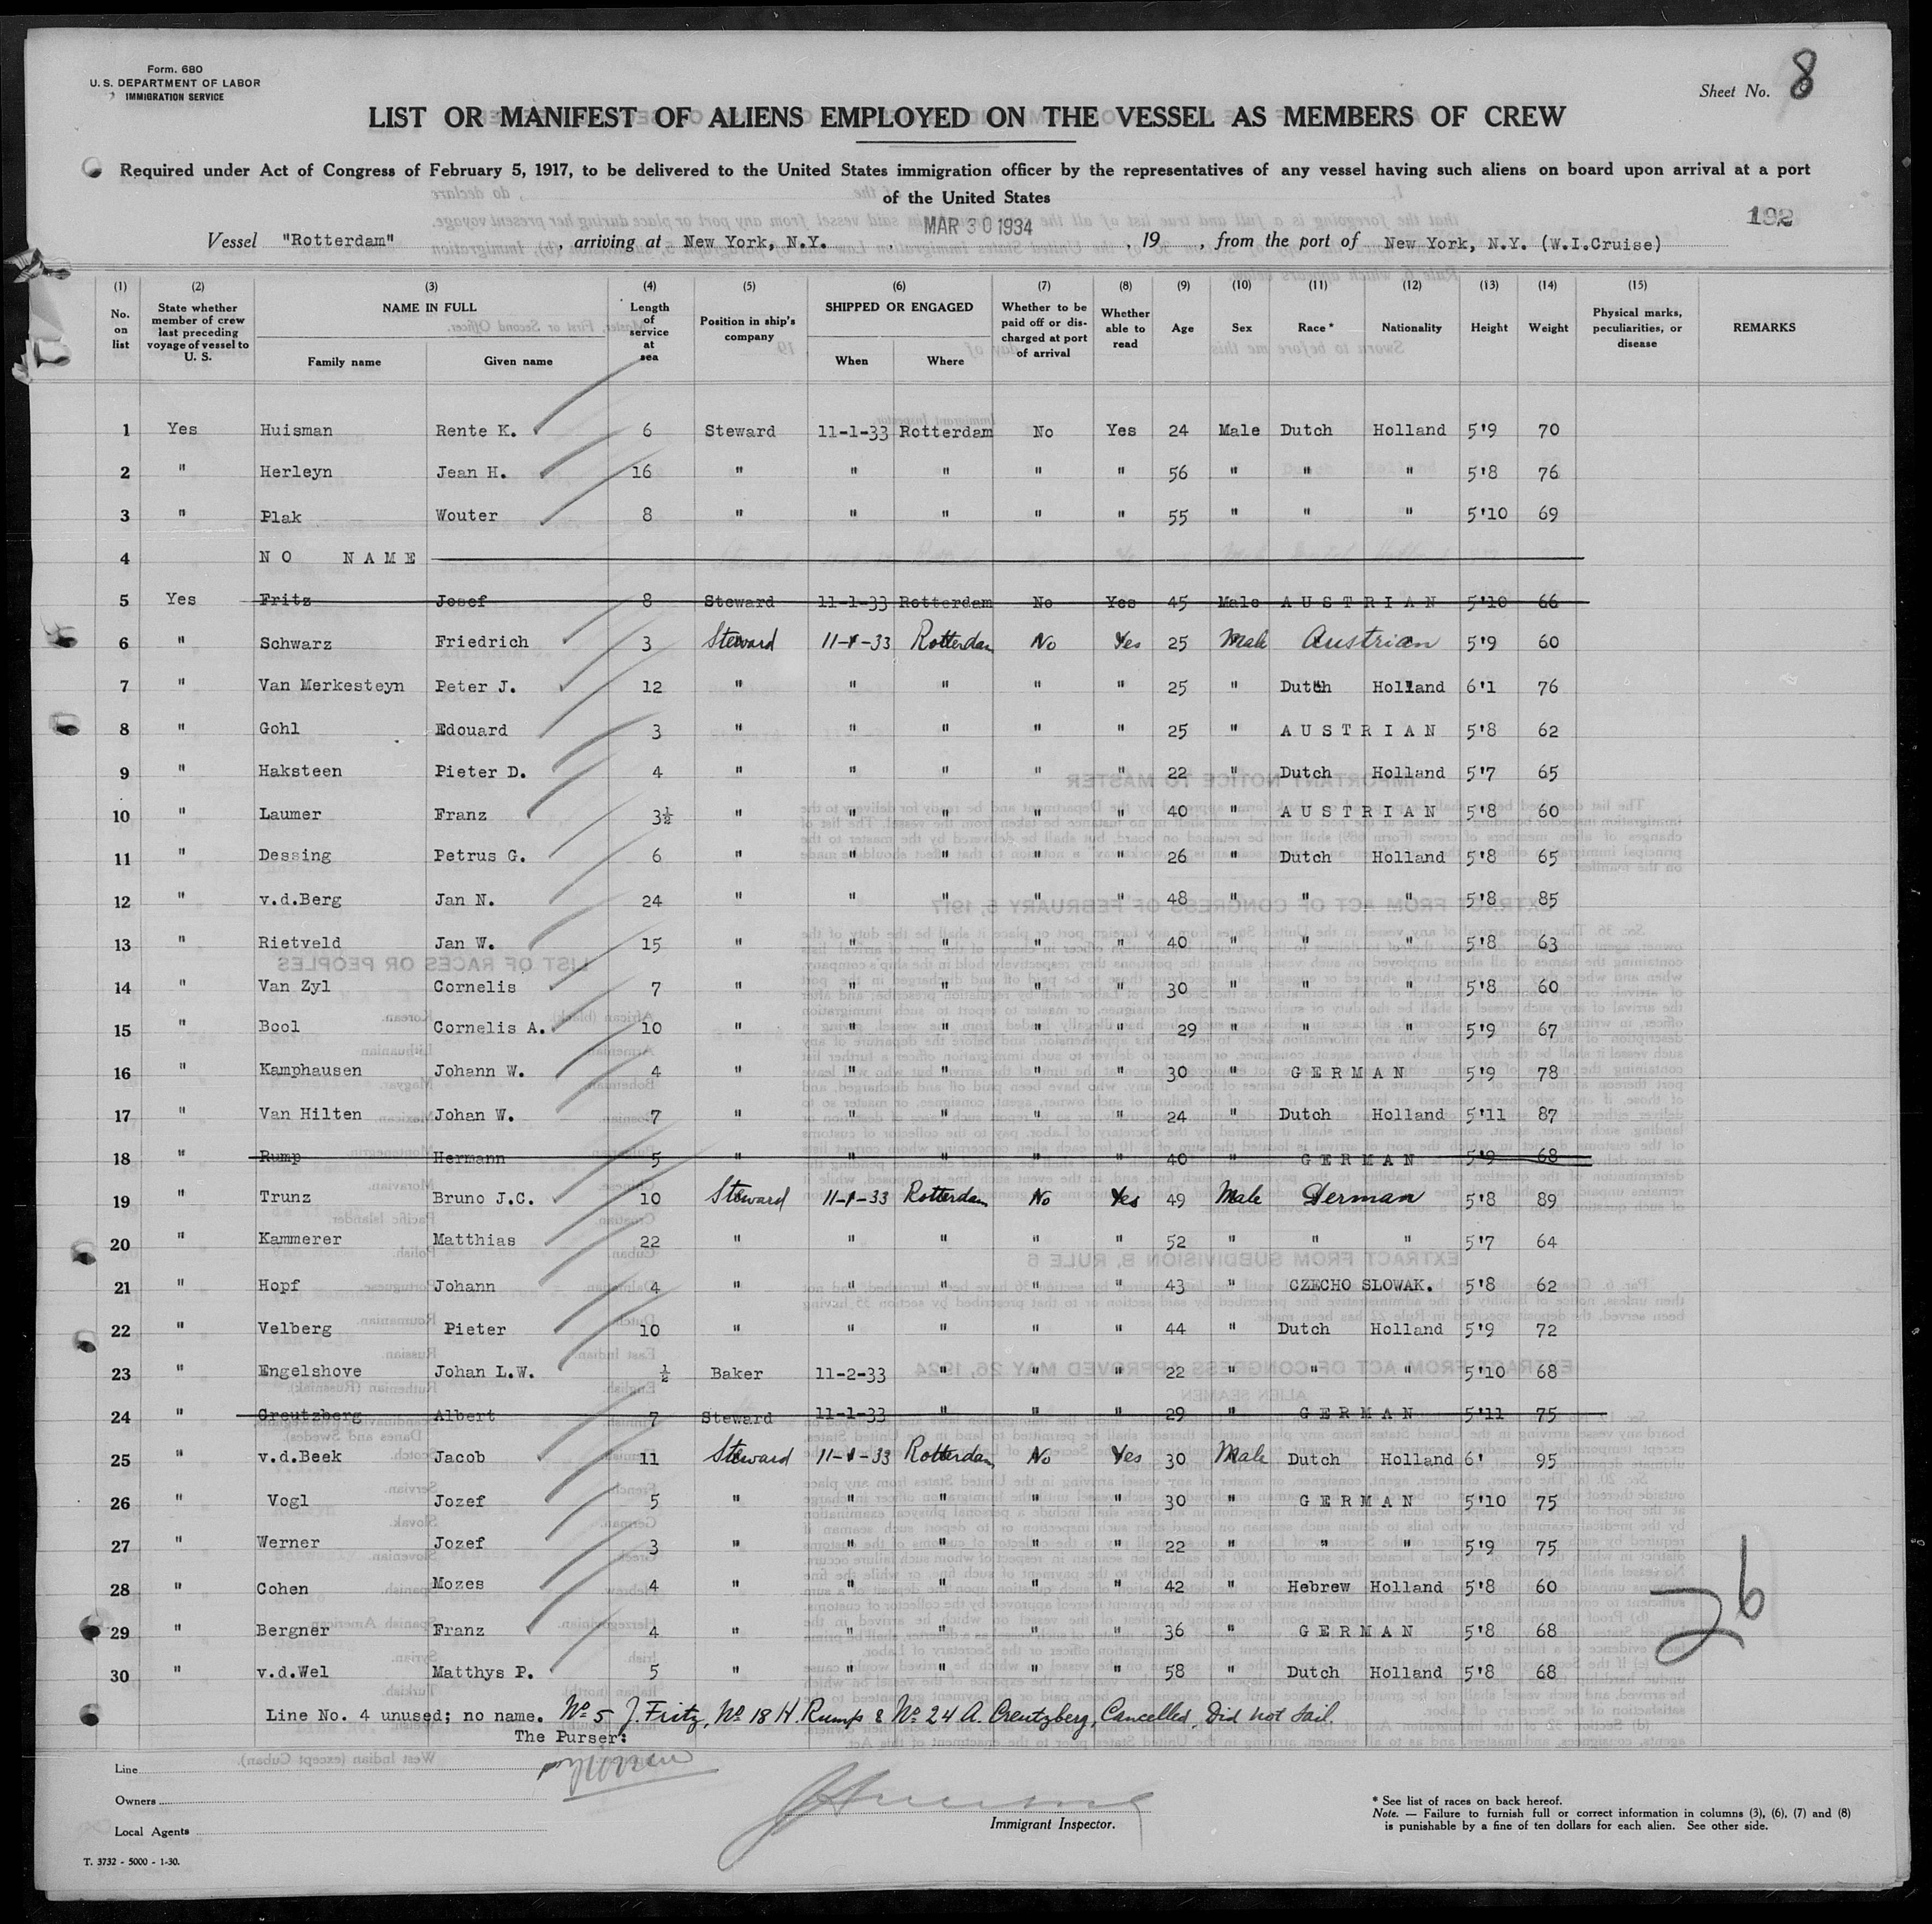 Form. 680
U. S. DEPARTMENT OF LABOR
IMMIGRATION SERVICE
Sheet No. 8
LIST OR MANIFEST OF ALIENS EMPLOYED ON THE VESSEL AS MEMBERS OF CREW
Required under Act of Congress of February 5, 1917, to be delivered to the United States immigration officer by the representatives of any vessel having such aliens on board upon arrival at a port
of the United States
192
Vessel "Rotterdam" , arriving at New York, N.Y. , MAR 30 1934 , 19 , from the port of New York, N.Y. (W.I.Cruise)
(1) (2) (3) (4) (5) (6) (7) (8) (9) (10) (11) (12) (13) (14) (15)
No. on list State whether member of crew last preceding voyage of vessel to U. S. NAME IN FULL Family name Given name Length of service at sea Position in ship's company SHIPPED OR ENGAGED When Where Whether to be paid off or discharged at port of arrival Whether able to read Age Sex Race* Nationality Height Weight Physical marks, peculiarities, or disease REMARKS
1 Yes Huisman Rente K. 6 Steward 11-1-33 Rotterdam No Yes 24 Male Dutch Holland 5'9 70
2 " Herleyn Jean H. 16 " " " " " 56 " " " 5'8 76
3 " Plak Wouter 8 " " " " " 55 " " " 5'10 69
4 NO NAME
5 Yes Fritz Josef 8 Steward 11-1-33 Rotterdam No Yes 45 Male AUSTRIAN 5'10 66
6 " Schwarz Friedrich 3 Steward 11-1-33 Rotterdam No Yes 25 Male Austrian 5'9 60
7 " Van Merkesteyn Peter J. 12 " " " " " 25 " Dutch Holland 6'1 76
8 " Gohl Edouard 3 " " " " " 25 " AUSTRIAN 5'8 62
9 " Haksteen Pieter D. 4 " " " " " 22 " Dutch Holland 5'7 65
10 " Laumer Franz 3½ " " " " " 40 " AUSTRIAN 5'8 60
11 " Dessing Petrus G. 6 " " " " " 26 " Dutch Holland 5'8 65
12 " v.d.Berg Jan N. 24 " " " " " 48 " " " 5'8 85
13 " Rietveld Jan W. 15 " " " " " 40 " " " 5'8 63
14 " Van Zyl Cornelis 7 " " " " " 30 " " " 5'8 60
15 " Bool Cornelis A. 10 " " " " " 29 " " " 5'9 67
16 " Kamphausen Johann W. 4 " " " " " 30 " GERMAN 5'9 78
17 " Van Hilten Johan W. 7 " " " " " 24 " Dutch Holland 5'11 87
18 " Rump Hermann 5 " " " " " 40 " GERMAN 5'9 68
19 " Trunz Bruno J.C. 10 Steward 11-1-33 Rotterdam No Yes 49 Male German 5'8 89
20 " Kammerer Matthias 22 " " " " " 52 " " " 5'7 64
21 " Hopf Johann 4 " " " " " 43 " CZECHO SLOWAK. 5'8 62
22 " Velberg Pieter 10 " " " " " 44 " Dutch Holland 5'9 72
23 " Engelshove Johan L.W. ½ Baker 11-2-33 " " " 22 " " " 5'10 68
24 " Creutzberg Albert 7 Steward 11-1-33 " " " 29 " GERMAN 5'11 75
25 " v.d.Beek Jacob 11 Steward 11-1-33 Rotterdam No Yes 30 Male Dutch Holland 6' 95
26 " Vogl Jozef 5 " " " " " 30 " GERMAN 5'10 75
27 " Werner Jozef 3 " " " " " 22 " " " 5'9 75
28 " Cohen Mozes 4 " " " " " 42 " Hebrew Holland 5'8 60
29 " Bergner Franz 4 " " " " " 36 " GERMAN 5'8 68
30 " v.d.Wel Matthys P. 5 " " " " " 58 " Dutch Holland 5'8 68
26
Line No. 4 unused; no name. No 5 J. Fritz, No 18 H. Rump & No 24 A. Creutzberg, Cancelled, Did not sail.
The Purser:
Line
Owners
Local Agents
Immigrant Inspector.
* See list of races on back hereof.
Note. — Failure to furnish full or correct information in columns (3), (6), (7) and (8)
is punishable by a fine of ten dollars for each alien. See other side.
T. 3732 - 5000 - 1-30.